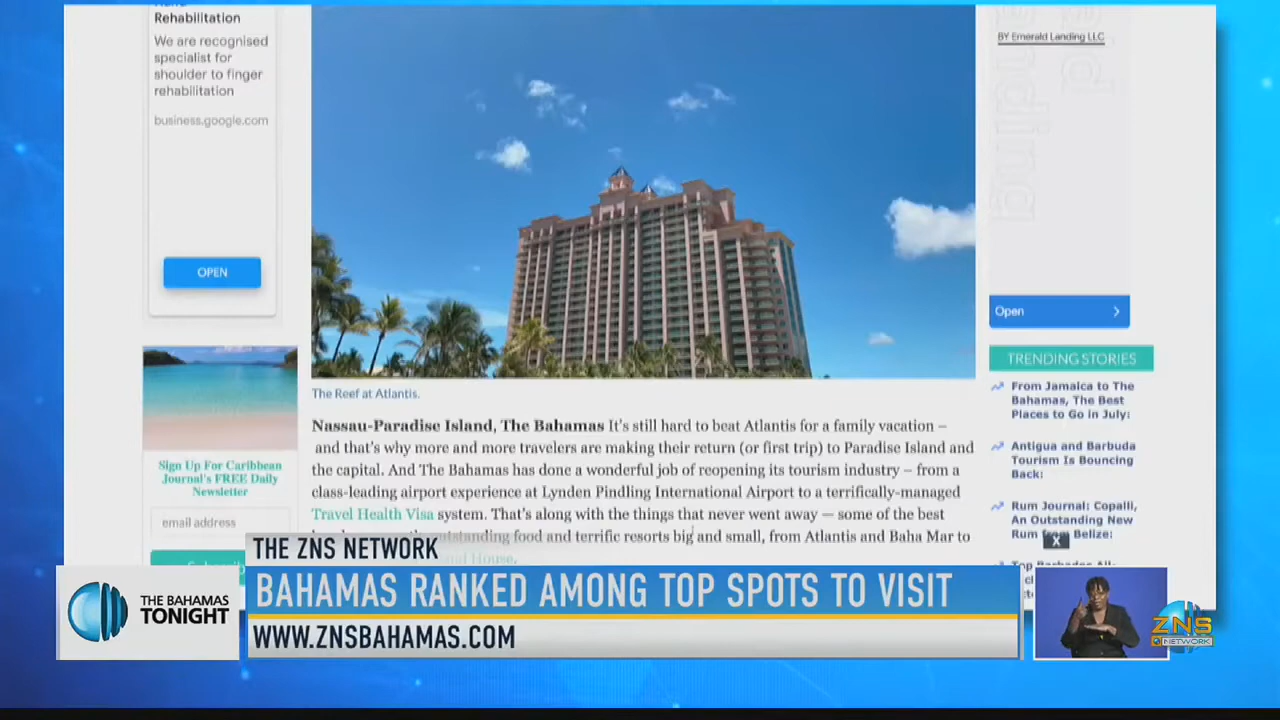 Rehabilitation
We are recognised
specialist for
shoulder to finger
rehabilitation
business.google.com
OPEN
Sign Up For Caribbean
Journal's FREE Daily
Newsletter
email address
The Reef at Atlantis.
Nassau-Paradise Island, The Bahamas It's still hard to beat Atlantis for a family vacation –
and that's why more and more travelers are making their return (or first trip) to Paradise Island and
the capital. And The Bahamas has done a wonderful job of reopening its tourism industry – from a
class-leading airport experience at Lynden Pindling International Airport to a terrifically-managed
Travel Health Visa system. That's along with the things that never went away — some of the best
outstanding food and terrific resorts big and small, from Atlantis and Baha Mar to
and House.
BY Emerald Landing LLC
Open
TRENDING STORIES
From Jamaica to The
Bahamas, The Best
Places to Go in July:
Antigua and Barbuda
Tourism Is Bouncing
Back:
Rum Journal: Copalli,
An Outstanding New
Rum from Belize:
X
THE ZNS NETWORK
BAHAMAS RANKED AMONG TOP SPOTS TO VISIT
WWW.ZNSBAHAMAS.COM
THE BAHAMAS
TONIGHT
ZNS
NETWORK